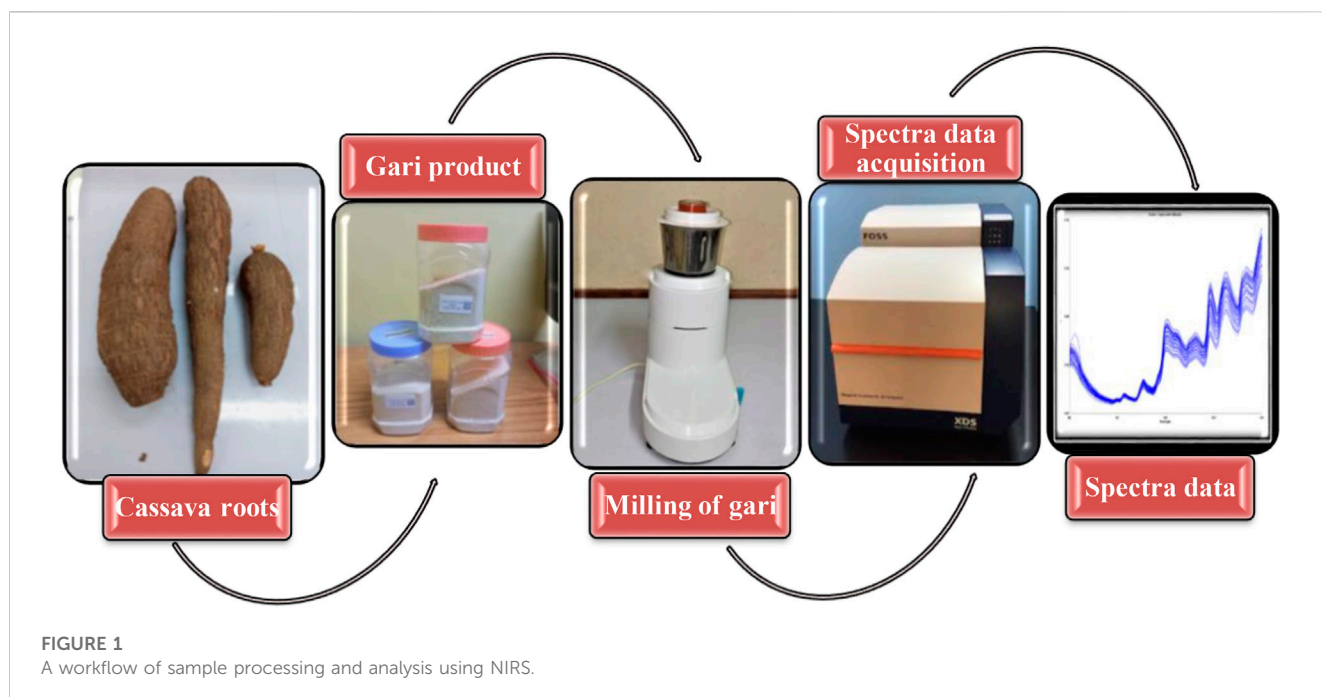 Cassava roots
Gari product
Milling of gari
Spectra data
acquisition
FOSS
XDS
Spectra data
FIGURE 1
A workflow of sample processing and analysis using NIRS.